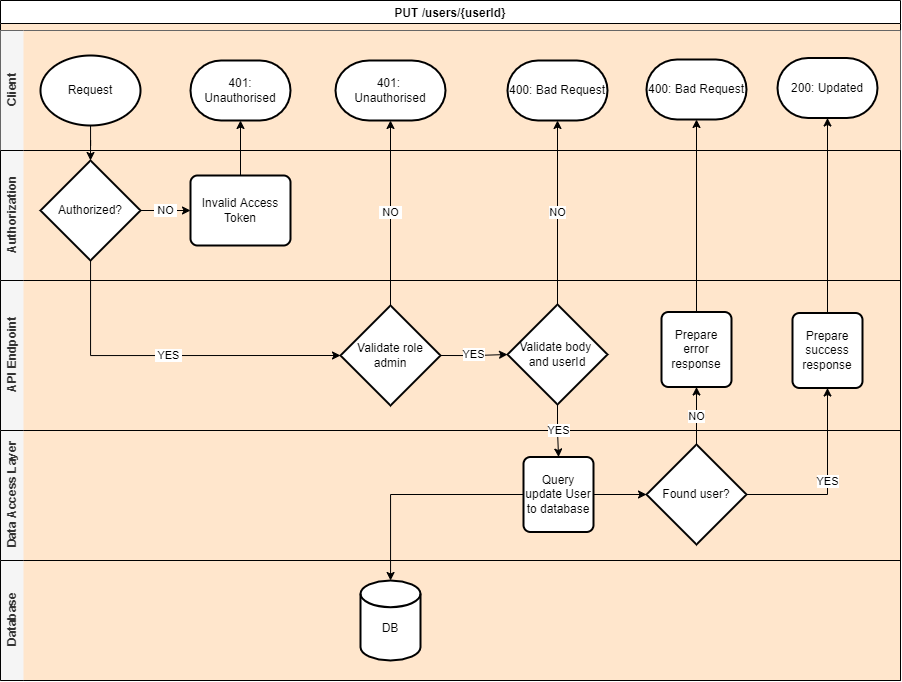 PUT /users/{userId}
Client
Request
401:
Unauthorised
401:
Unauthorised
400: Bad Request
400: Bad Request
200: Updated
Authorization
Authorized?
NO
Invalid Access
Token
NO
NO
API Endpoint
YES
Validate role
admin
YES
Validate body
and userId
Prepare
error
response
Prepare
success
response
NO
YES
Data Access Layer
Query
update User
to database
Found user?
YES
Database
DB